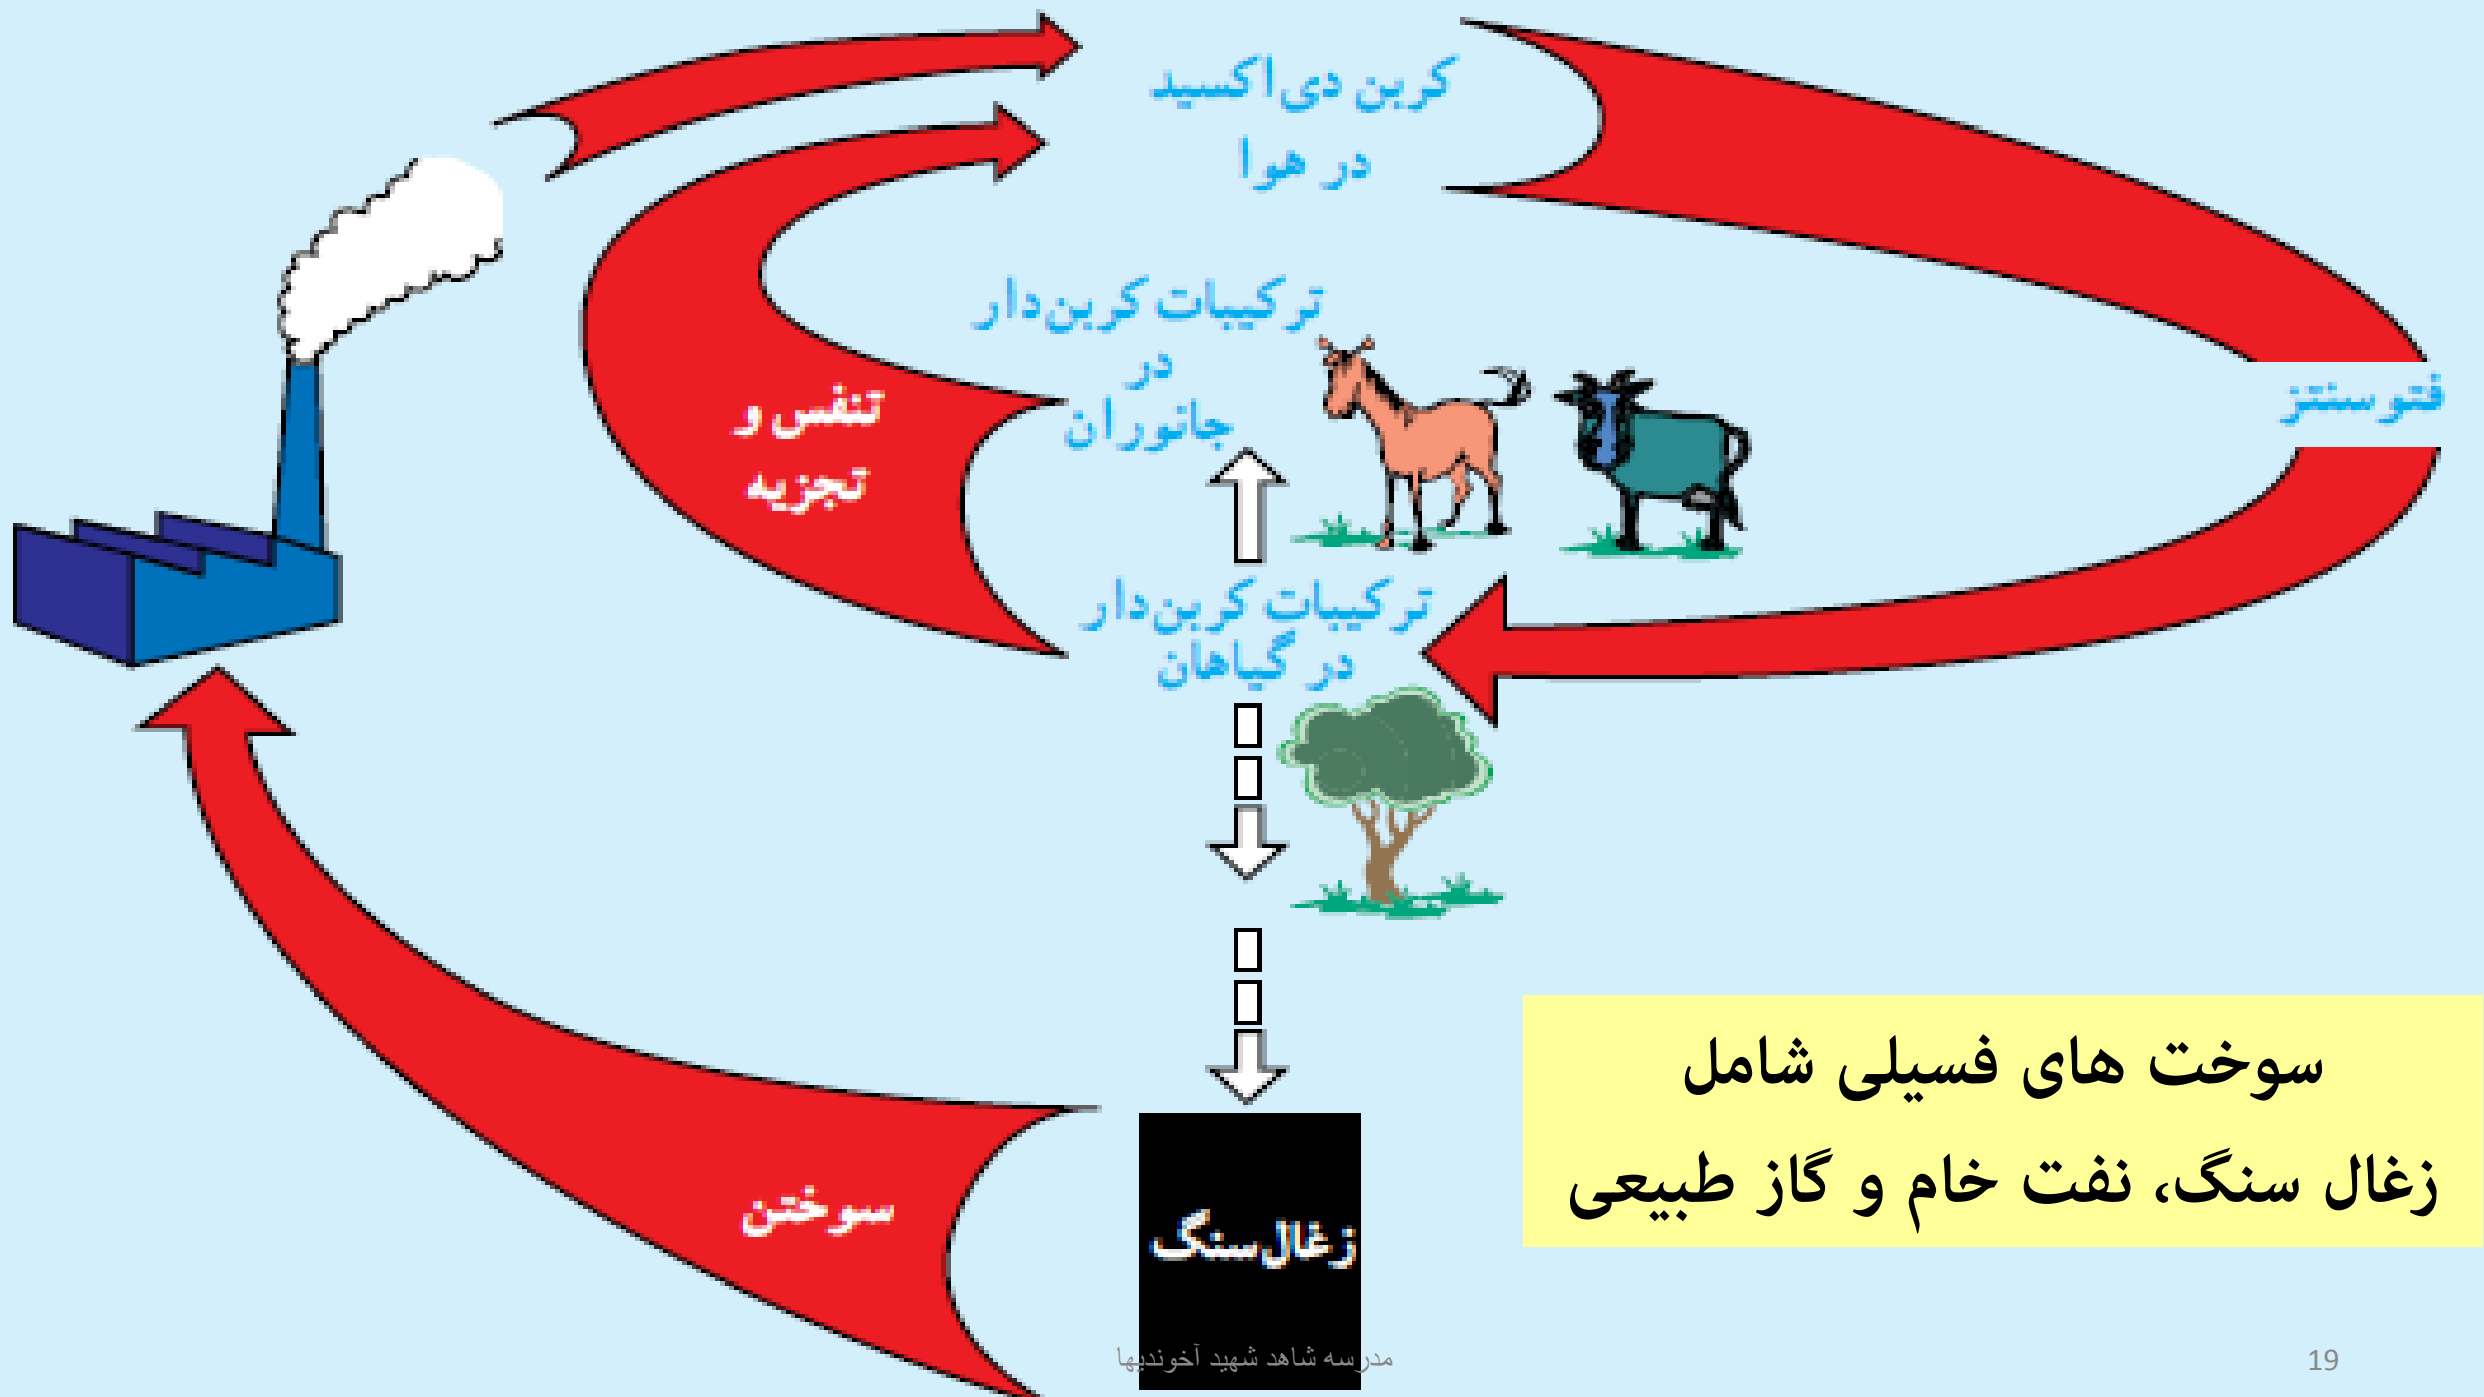 کربن دی‌اکسید
در هوا
ترکیبات کربن‌دار
در
جانوران
فتوسنتز
تنفس و
تجزیه
ترکیبات کربن‌دار
در گیاهان
سوخت های فسیلی شامل
زغال سنگ، نفت خام و گاز طبیعی
سوختن
زغال‌سنگ
مدرسه شاهد شهید آخوندیها
19